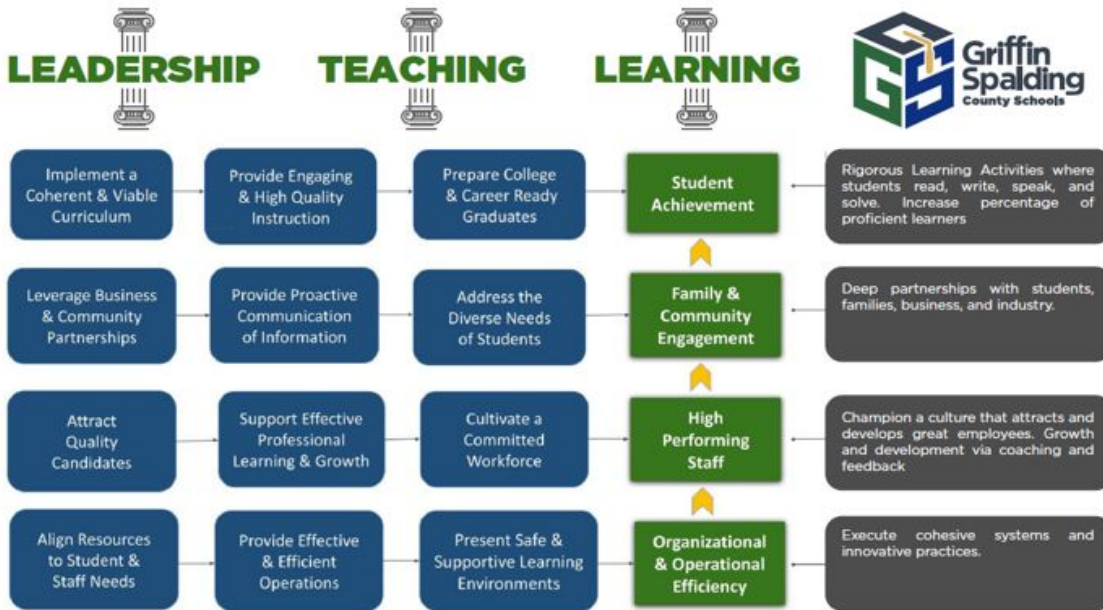 LEADERSHIP
TEACHING
LEARNING
GS
Griffin
Spalding
County Schools
Implement a
Coherent & Viable
Curriculum
Provide Engaging
& High Quality
Instruction
Prepare College
& Career Ready
Graduates
Student
Achievement
Rigorous Learning Activities where
students read, write, speak, and
solve. Increase percentage of
proficient learners
Leverage Business
& Community
Partnerships
Provide Proactive
Communication
of Information
Address the
Diverse Needs
of Students
Family &
Community
Engagement
Deep partnerships with students,
families, business, and industry.
Attract
Quality
Candidates
Support Effective
Professional
Learning & Growth
Cultivate a
Committed
Workforce
High
Performing
Staff
Champion a culture that attracts and
develops great employees. Growth
and development via coaching and
feedback
Align Resources
to Student &
Staff Needs
Provide Effective
& Efficient
Operations
Present Safe &
Supportive Learning
Environments
Organizational
& Operational
Efficiency
Execute cohesive systems and
innovative practices.